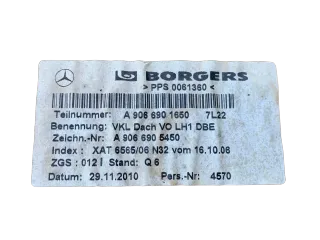 BORGERS
> PPS 0061360 <
Teilnummer: A 906 690 1650 7L22
Benennung: VKL Dach VO LH1 DBE
Zeichn.-Nr: A 906 690 5450
Index : XAT 6565/06 N32 vom 16.10.08
ZGS : 012 I Stand: Q 6
Datum: 29.11.2010 Pers.-Nr: 4570